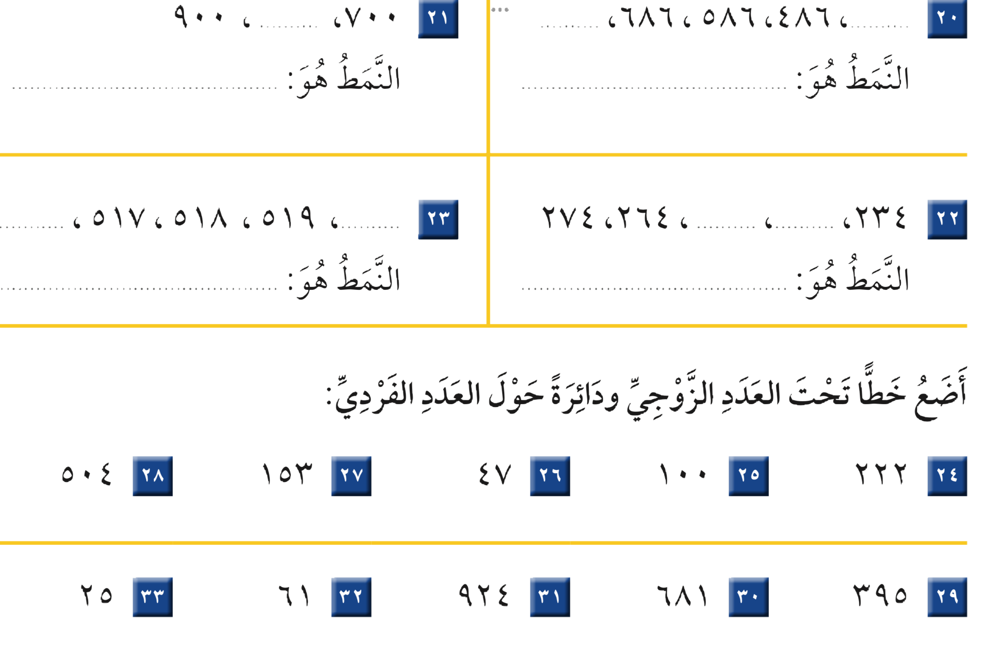 ٢٠ ............ ، ٤٨٦ ، ٥٨٦ ، ٦٨٦ ، ............
النَّمَطُ هُوَ: ............................................
٢١ ٧٠٠ ، ............ ، ٩٠٠
النَّمَطُ هُوَ: ............................................
٢٢ ٢٣٤ ، ............ ، ............ ، ٢٦٤ ، ٢٧٤
النَّمَطُ هُوَ: ............................................
٢٣ ............ ، ٥١٩ ، ٥١٨ ، ٥١٧ ، ............
النَّمَطُ هُوَ: ............................................
أَضَعُ خَطًّا تَحْتَ العَدَدِ الزَّوْجِيِّ ودَائِرَةً حَوْلَ العَدَدِ الفَرْدِيِّ:
٢٤ ٢٢٢ ٢٥ ١٠٠ ٢٦ ٤٧ ٢٧ ١٥٣ ٢٨ ٥٠٤
٢٩ ٣٩٥ ٣٠ ٦٨١ ٣١ ٩٢٤ ٣٢ ٦١ ٣٣ ٢٥